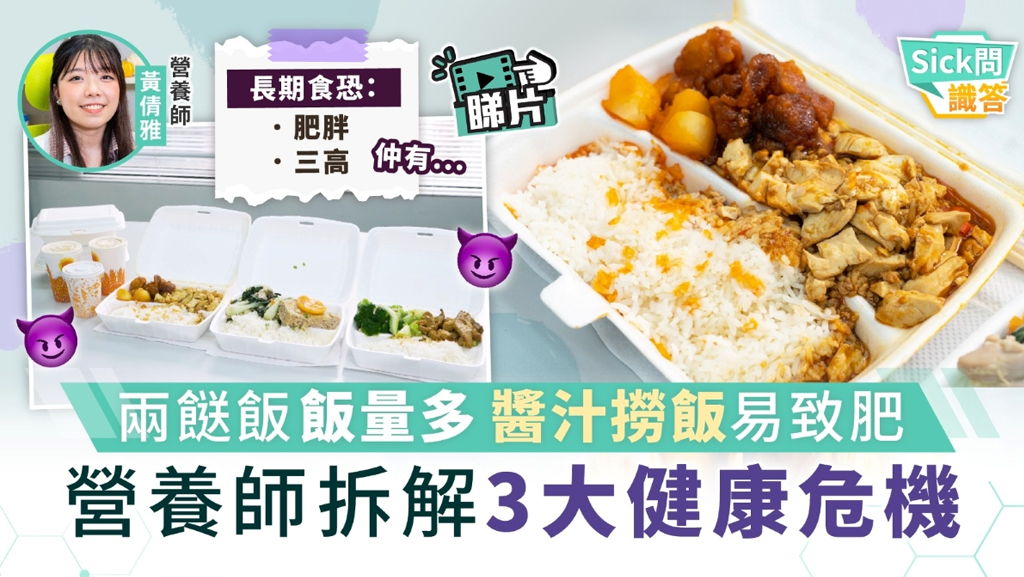 營養師
黃倩雅
長期食恐：
・肥胖
・三高
仲有...
睇片
Sick問
識答
兩餸飯飯量多 醬汁撈飯易致肥
營養師拆解3大健康危機